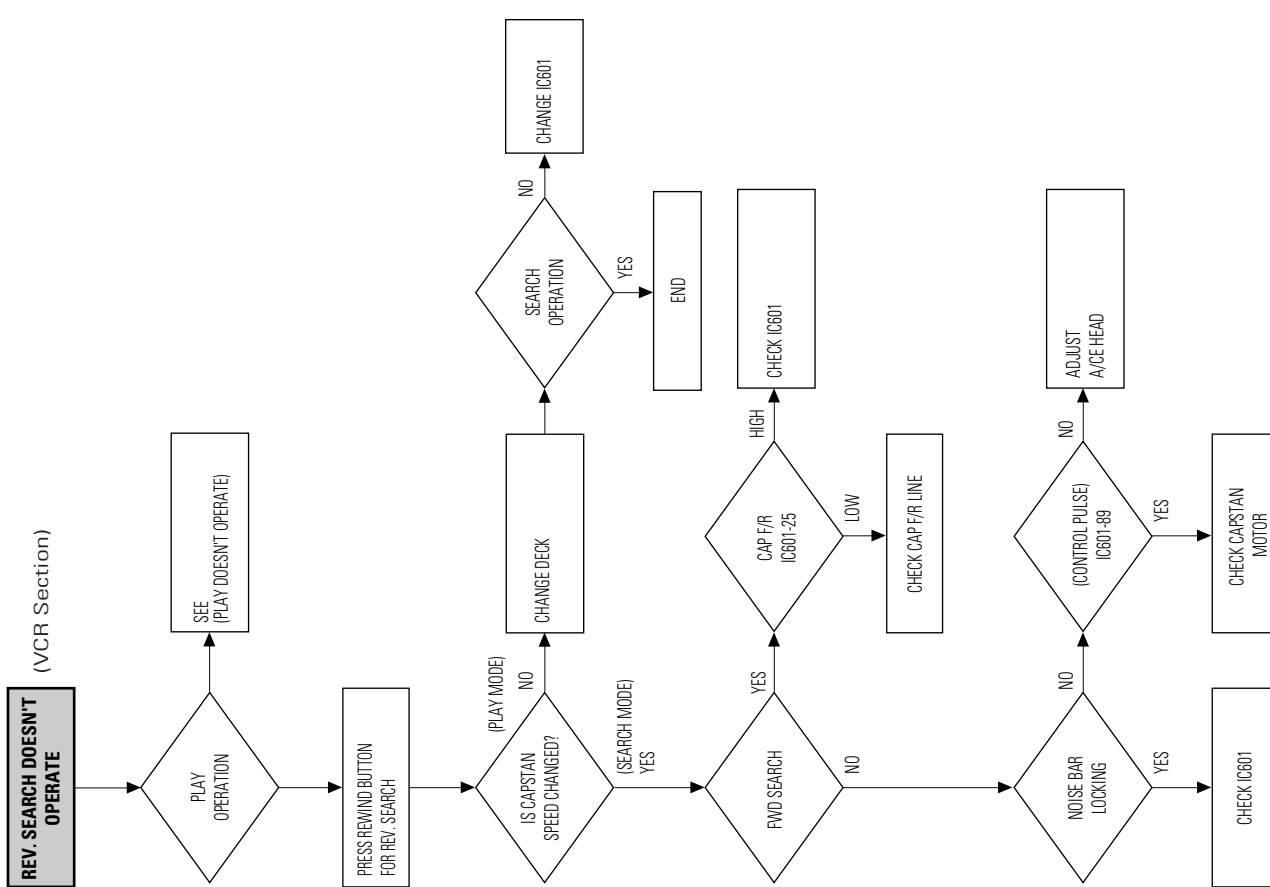 REV. SEARCH DOESN'T
OPERATE
(VCR Section)
PLAY
OPERATION
SEE
(PLAY DOESN'T OPERATE)
PRESS REWIND BUTTON
FOR REV. SEARCH
IS CAPSTAN
SPEED CHANGED?
(PLAY MODE)
NO
CHANGE DECK
SEARCH
OPERATION
NO
CHANGE IC601
YES
END
(SEARCH MODE)
YES
FWD SEARCH
YES
CAP F/R
IC601-25
HIGH
CHECK IC601
LOW
CHECK CAP F/R LINE
NO
NOISE BAR
LOCKING
NO
(CONTROL PULSE)
IC601-89
NO
ADJUST
A/CE HEAD
YES
CHECK CAPSTAN
MOTOR
YES
CHECK IC601